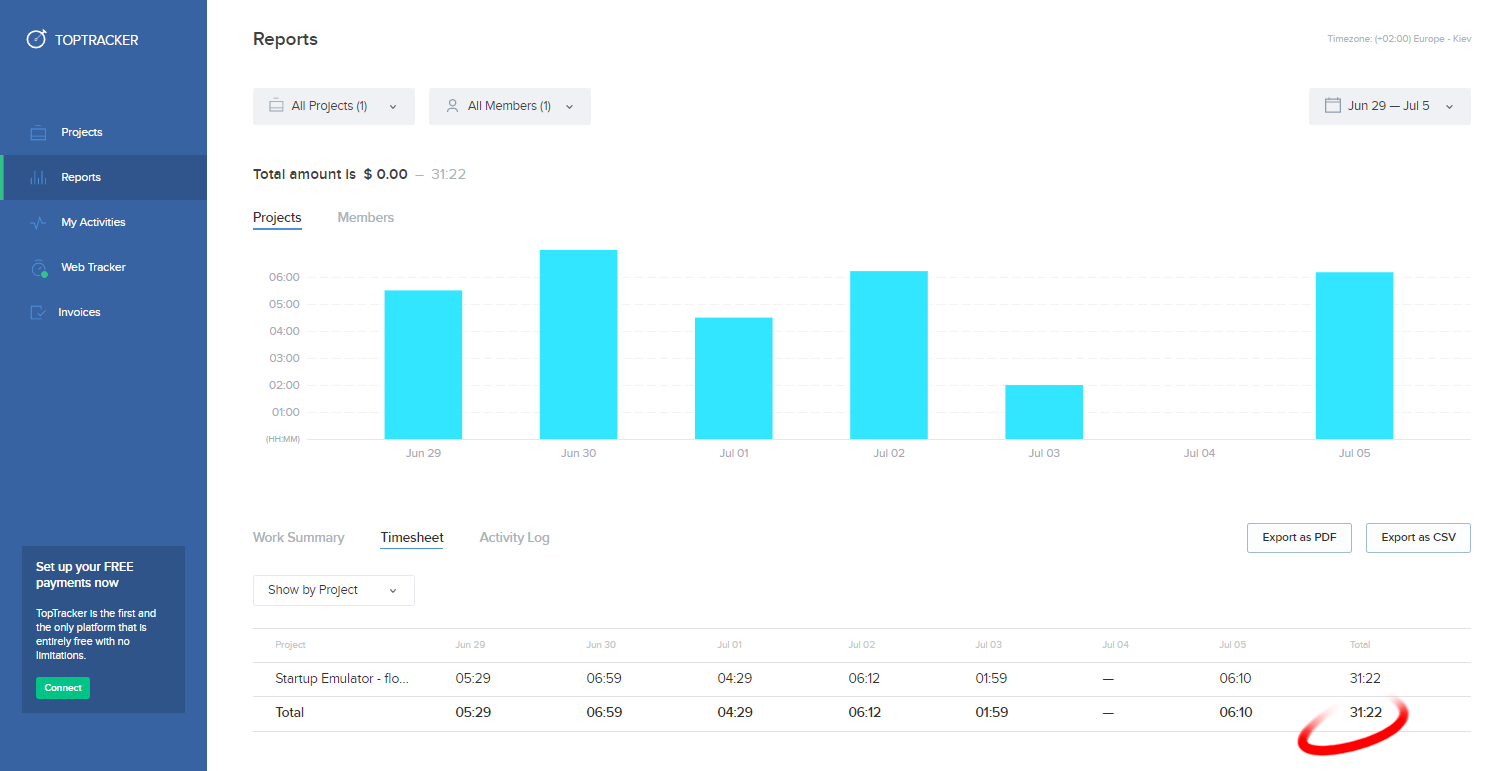 TOPTRACKER
Projects
Reports
My Activities
Web Tracker
Invoices
Set up your FREE
payments now
TopTracker is the first and
the only platform that is
entirely free with no
limitations.
Connect
Reports
Timezone: (+02:00) Europe - Kiev
All Projects (1)
All Members (1)
Jun 29 — Jul 5
Total amount is $ 0.00 — 31:22
Projects Members
06:00
05:00
04:00
03:00
02:00
01:00
(HH:MM)
Jun 29 Jun 30 Jul 01 Jul 02 Jul 03 Jul 04 Jul 05
Work Summary Timesheet Activity Log
Export as PDF Export as CSV
Show by Project
Project Jun 29 Jun 30 Jul 01 Jul 02 Jul 03 Jul 04 Jul 05 Total
Startup Emulator - flo... 05:29 06:59 04:29 06:12 01:59 — 06:10 31:22
Total 05:29 06:59 04:29 06:12 01:59 — 06:10 31:22